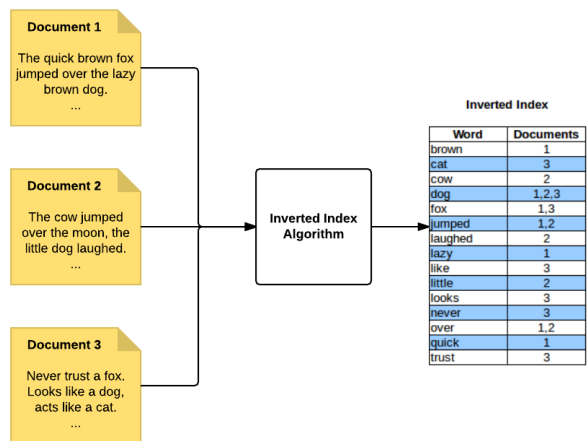 Document 1
The quick brown fox
jumped over the lazy
brown dog.
...
Document 2
The cow jumped
over the moon, the
little dog laughed.
...
Document 3
Never trust a fox.
Looks like a dog,
acts like a cat.
...
Inverted Index
Algorithm
Inverted Index
Word Documents
brown 1
cat 3
cow 2
dog 1,2,3
fox 1,3
jumped 1,2
laughed 2
lazy 1
like 3
little 2
looks 3
never 3
over 1,2
quick 1
trust 3